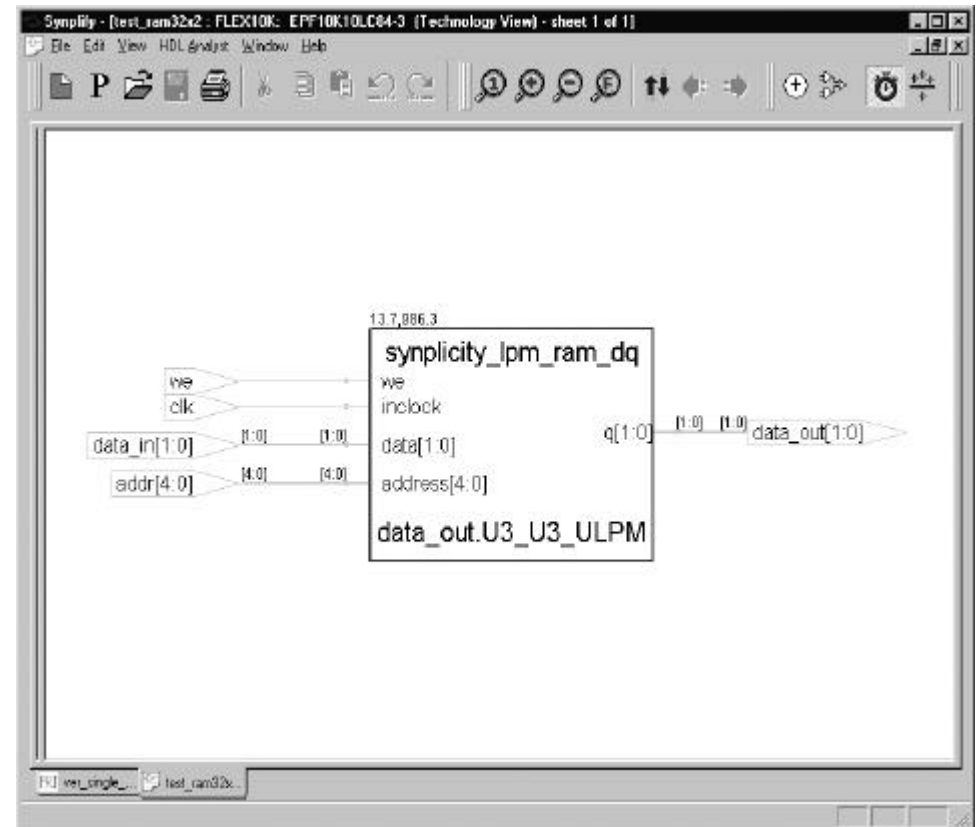 Synplify - [test_ram32x2 : FLEX10K: EPF10K10LC84-3 (Technology View) - sheet 1 of 1]
File Edit View HDL Analyst Window Help
P 1 F
13.7,986.3
synplicity_lpm_ram_dq
we we
clk inclock
data_in[1:0] [1:0] [1:0] data[1:0] q[1:0] [1:0] [1:0] data_out[1:0]
addr[4:0] [4:0] [4:0] address[4:0]
data_out.U3_U3_ULPM
ver_single_... test_ram32x...